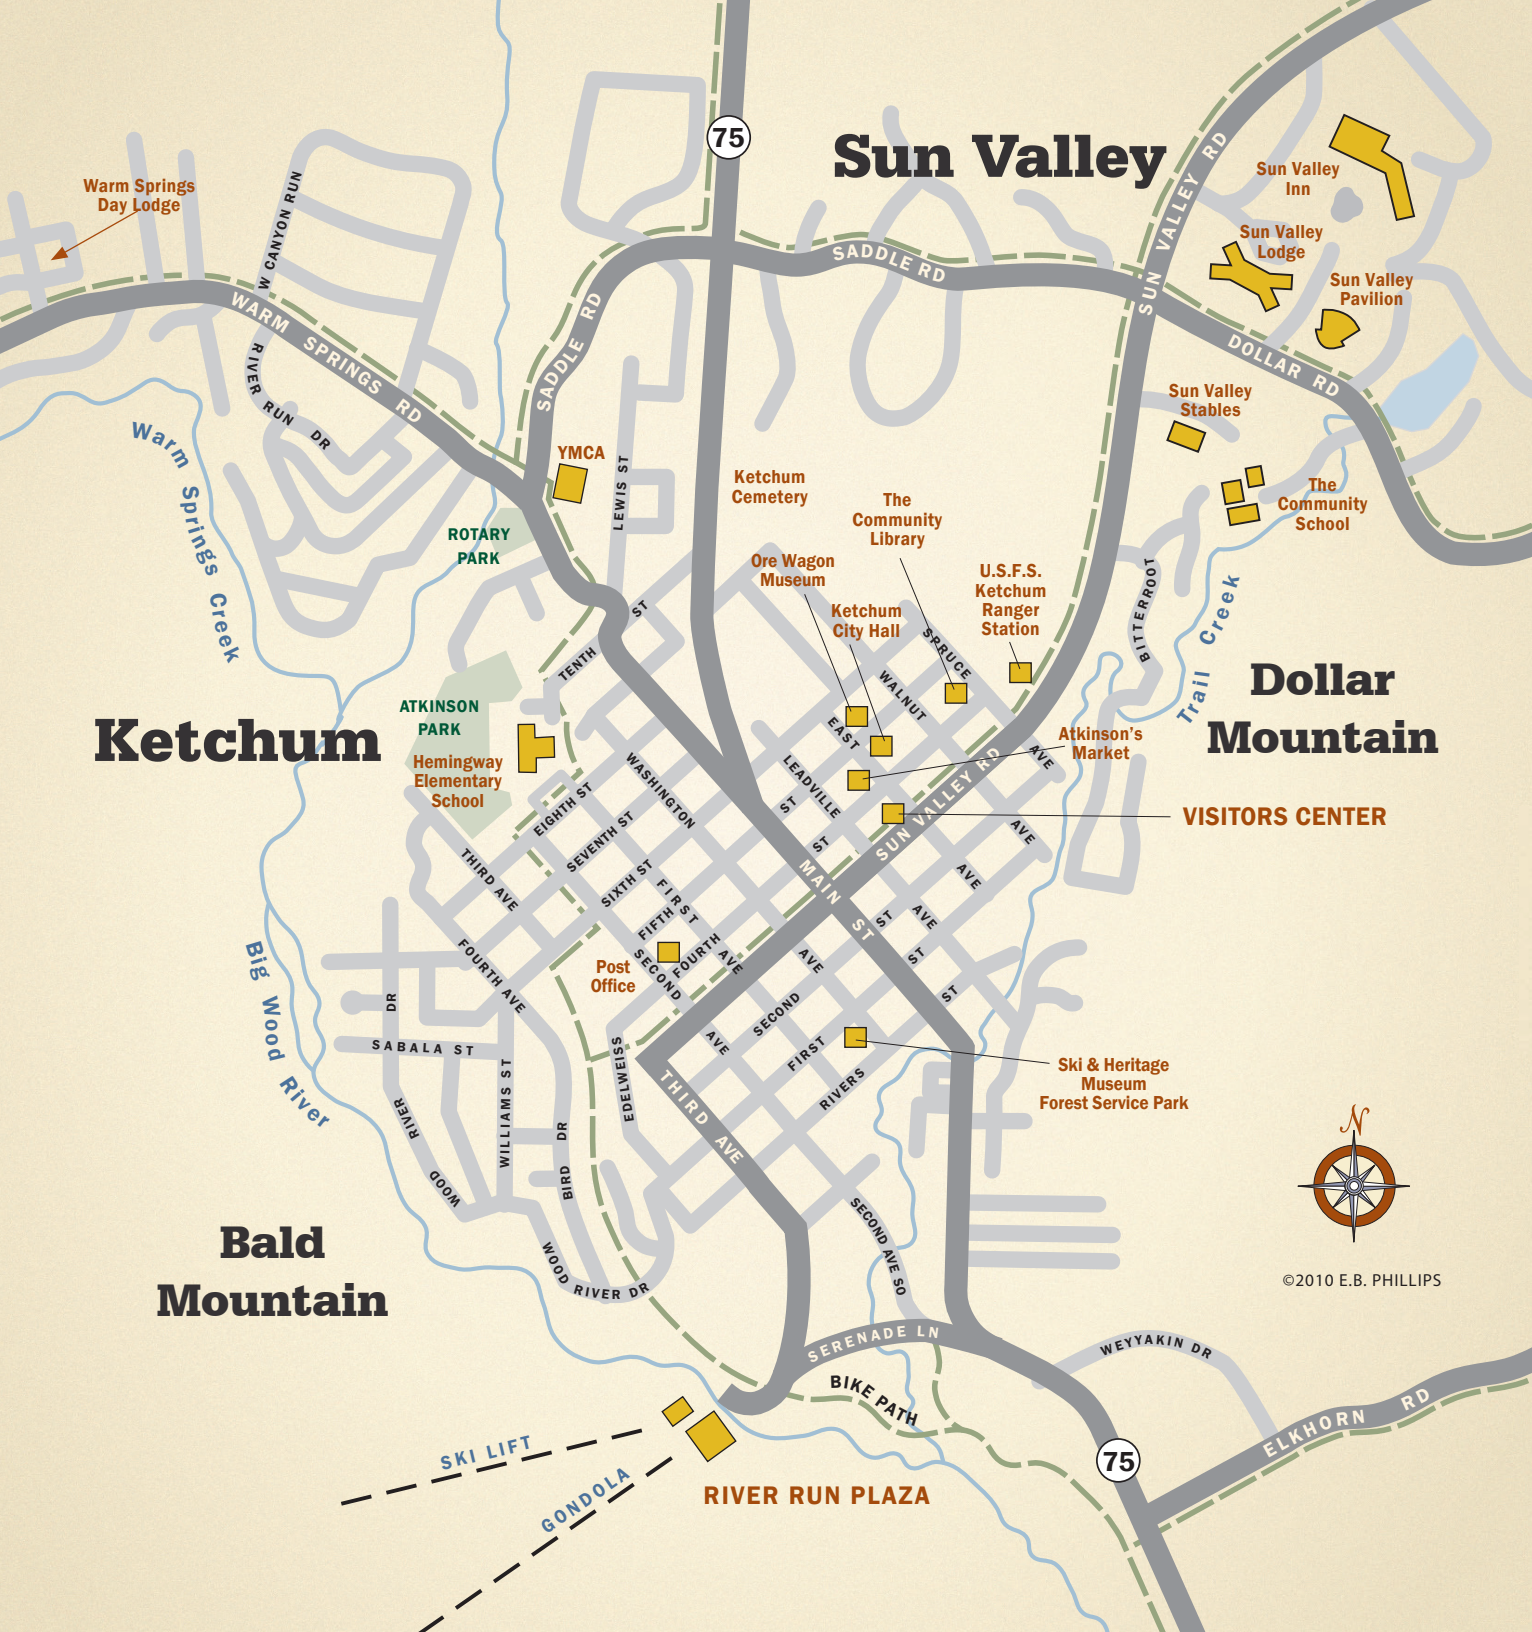 75
Sun Valley
Warm Springs
Day Lodge
W CANYON RUN
SUN VALLEY RD
Sun Valley
Inn
Sun Valley
Lodge
Sun Valley
Pavilion
SADDLE RD
SADDLE RD
WARM SPRINGS RD
RIVER RUN DR
DOLLAR RD
Sun Valley
Stables
Warm Springs Creek
YMCA
LEWIS ST
Ketchum
Cemetery
The
Community
Library
The
Community
School
ROTARY
PARK
Ore Wagon
Museum
Ketchum
City Hall
U.S.F.S.
Ketchum
Ranger
Station
BITTERROOT
Trail Creek
TENTH ST
SPRUCE AVE
WALNUT AVE
EAST AVE
LEADVILLE AVE
Dollar
Mountain
Ketchum
ATKINSON
PARK
Hemingway
Elementary
School
Atkinson's
Market
VISITORS CENTER
WASHINGTON AVE
EIGHTH ST
SEVENTH ST
SIXTH ST
FIFTH ST
FOURTH ST
SUN VALLEY RD
MAIN ST
THIRD AVE
FIRST AVE
SECOND AVE
FOURTH AVE
Post
Office
SECOND ST
FIRST ST
RIVERS ST
Big Wood River
SABALA ST
WILLIAMS ST
WOOD RIVER DR
BIRD DR
EDELWEISS
THIRD AVE
Ski & Heritage
Museum
Forest Service Park
N
SECOND AVE SO
Bald
Mountain
WOOD RIVER DR
©2010 E.B. PHILLIPS
SERENADE LN
WEYYAKIN DR
BIKE PATH
ELKHORN RD
SKI LIFT
GONDOLA
75
RIVER RUN PLAZA